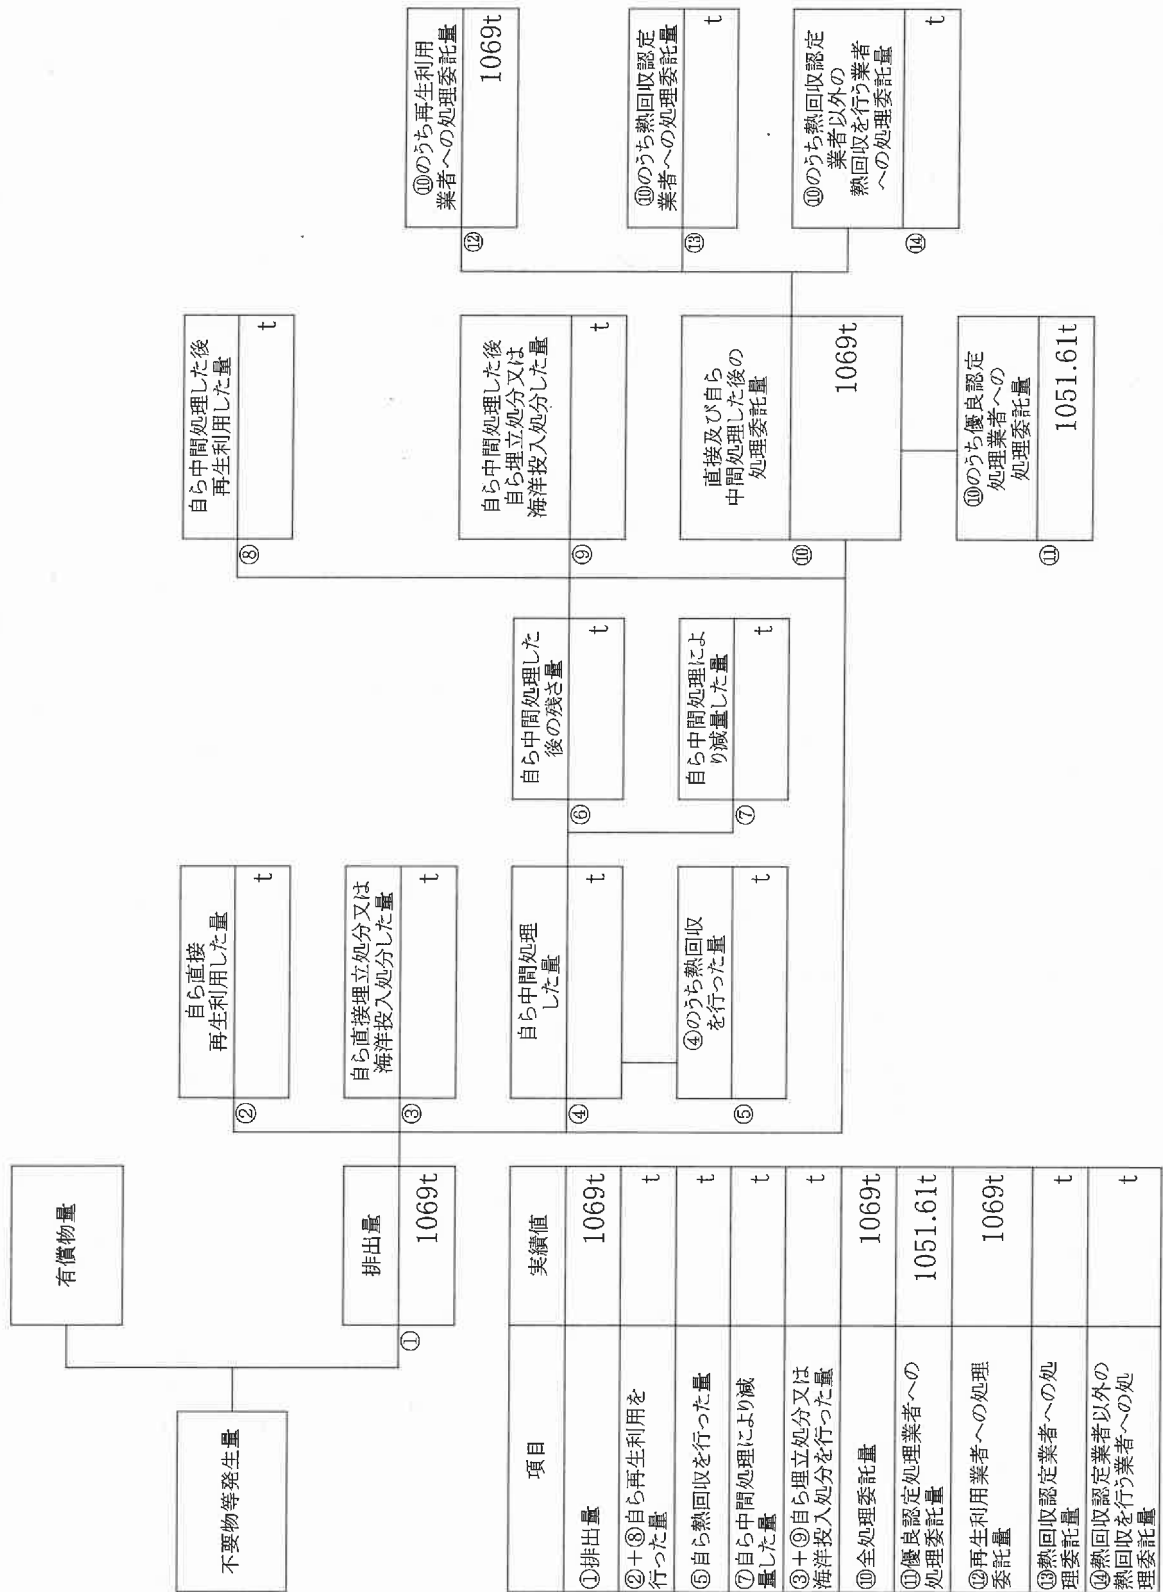 不要物等発生量
有償物量
①
排出量
1069t
②
自ら直接
再生利用した量
t
③
自ら直接埋立処分又は
海洋投入処分した量
t
④
自ら中間処理
した量
t
⑤
④のうち熱回収
を行った量
t
⑥
自ら中間処理した
後の残さ量
t
⑦
自ら中間処理によ
り減量した量
t
⑧
自ら中間処理した後
再生利用した量
t
⑨
自ら中間処理した後
自ら埋立処分又は
海洋投入処分した量
t
⑩
直接及び自ら
中間処理した後の
処理委託量
1069t
⑪
⑩のうち優良認定
処理業者への
処理委託量
1051.61t
⑫
⑩のうち再生利用
業者への処理委託量
1069t
⑬
⑩のうち熱回収認定
業者への処理委託量
t
⑭
⑩のうち熱回収認定
業者以外の
熱回収を行う業者
への処理委託量
t
項目
実績値
①排出量
1069t
②+⑧自ら再生利用を
行った量
t
⑤自ら熱回収を行った量
t
⑦自ら中間処理により減
量した量
t
③+⑨自ら埋立処分又は
海洋投入処分を行った量
t
⑩全処理委託量
1069t
⑪優良認定処理業者への
処理委託量
1051.61t
⑫再生利用業者への処理
委託量
1069t
⑬熱回収認定業者への処
理委託量
t
⑭熱回収認定業者以外の
熱回収を行う業者への処
理委託量
t